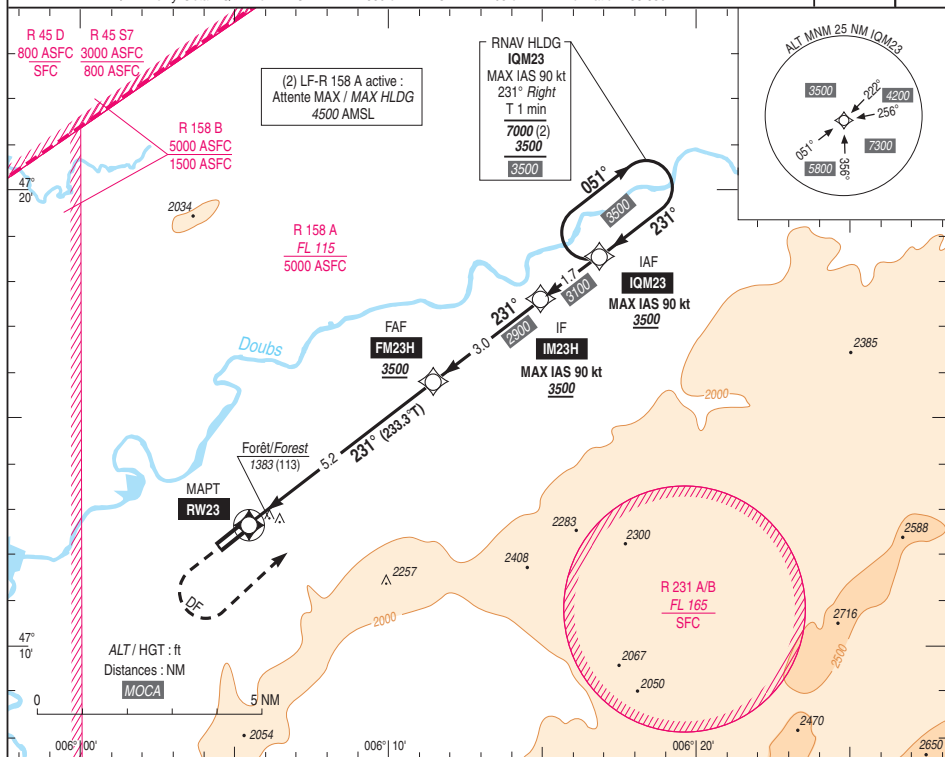 R 45 D
800 ASFC
SFC
R 45 S7
3000 ASFC
800 ASFC
(2) LF-R 158 A active :
Attente MAX / MAX HLDG
4500 AMSL
RNAV HLDG
IQM23
MAX IAS 90 kt
231° Right
T 1 min
7000 (2)
3500
3500
ALT MNM 25 NM IQM23
3500
222°
4200
256°
051°
356°
7300
5800
R 158 B
5000 ASFC
1500 ASFC
47°
20'
2034
R 158 A
FL 115
5000 ASFC
051°
3500
231°
IAF
IQM23
MAX IAS 90 kt
3500
1.7
3100
231°
2900
3.0
IF
IM23H
MAX IAS 90 kt
3500
FAF
FM23H
3500
Doubs
2385
2000
231° (233.3°T)
5.2
Forêt/Forest
1383 (113)
MAPT
RW23
DF
2257
2408
2283
2300
2588
R 231 A/B
FL 165
SFC
2716
2500
2000
2067
2050
47°
10'
ALT / HGT : ft
Distances : NM
MOCA
0
5 NM
2054
2470
2650
006° 00'
006° 10'
006° 20'